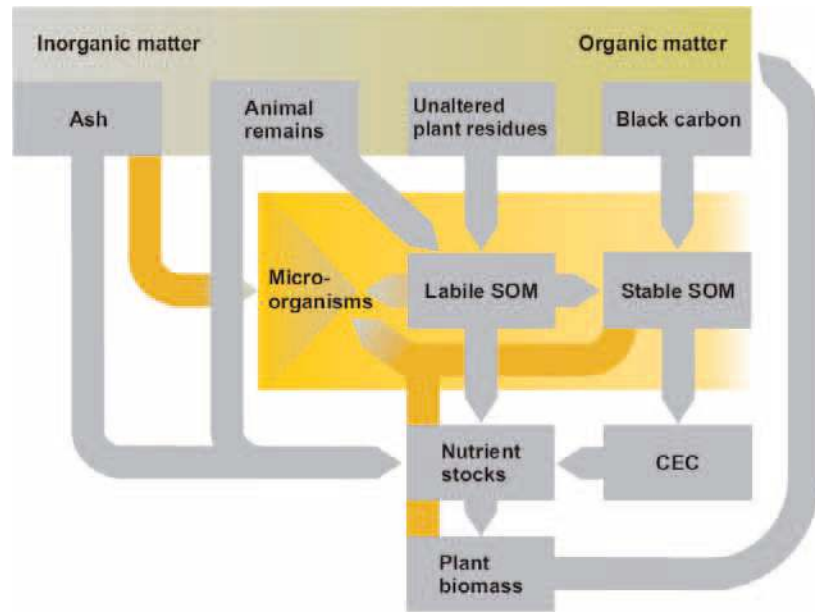 Inorganic matter
Organic matter
Ash
Animal
remains
Unaltered
plant residues
Black carbon
Micro-
organisms
Labile SOM
Stable SOM
Nutrient
stocks
CEC
Plant
biomass